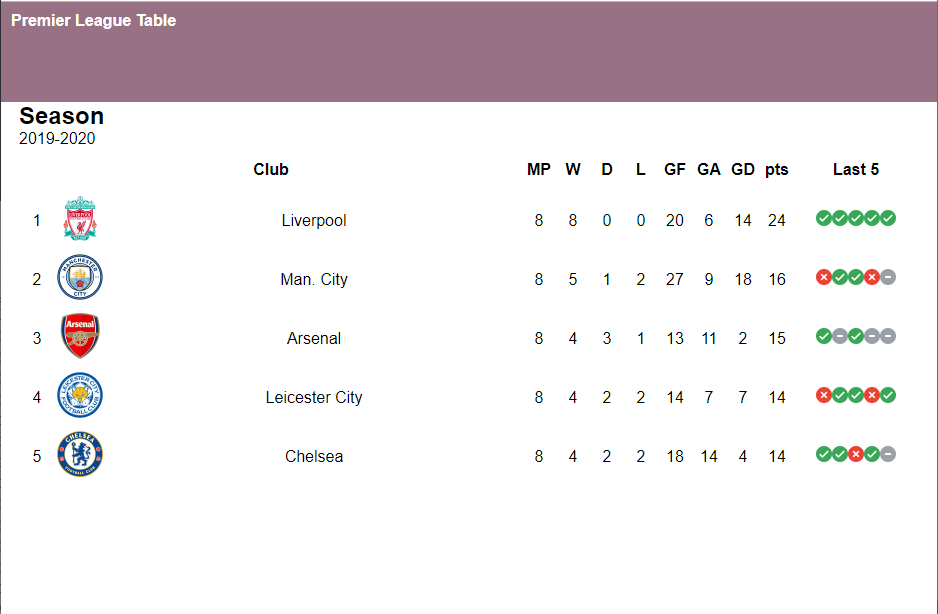 Premier League Table
Season
2019-2020
Club MP W D L GF GA GD pts Last 5
1 Liverpool 8 8 0 0 20 6 14 24
MANCHESTER CITY
2 Man. City 8 5 1 2 27 9 18 16
Arsenal
3 Arsenal 8 4 3 1 13 11 2 15
LEICESTER CITY FOOTBALL CLUB
4 Leicester City 8 4 2 2 14 7 7 14
CHELSEA FOOTBALL CLUB
5 Chelsea 8 4 2 2 18 14 4 14